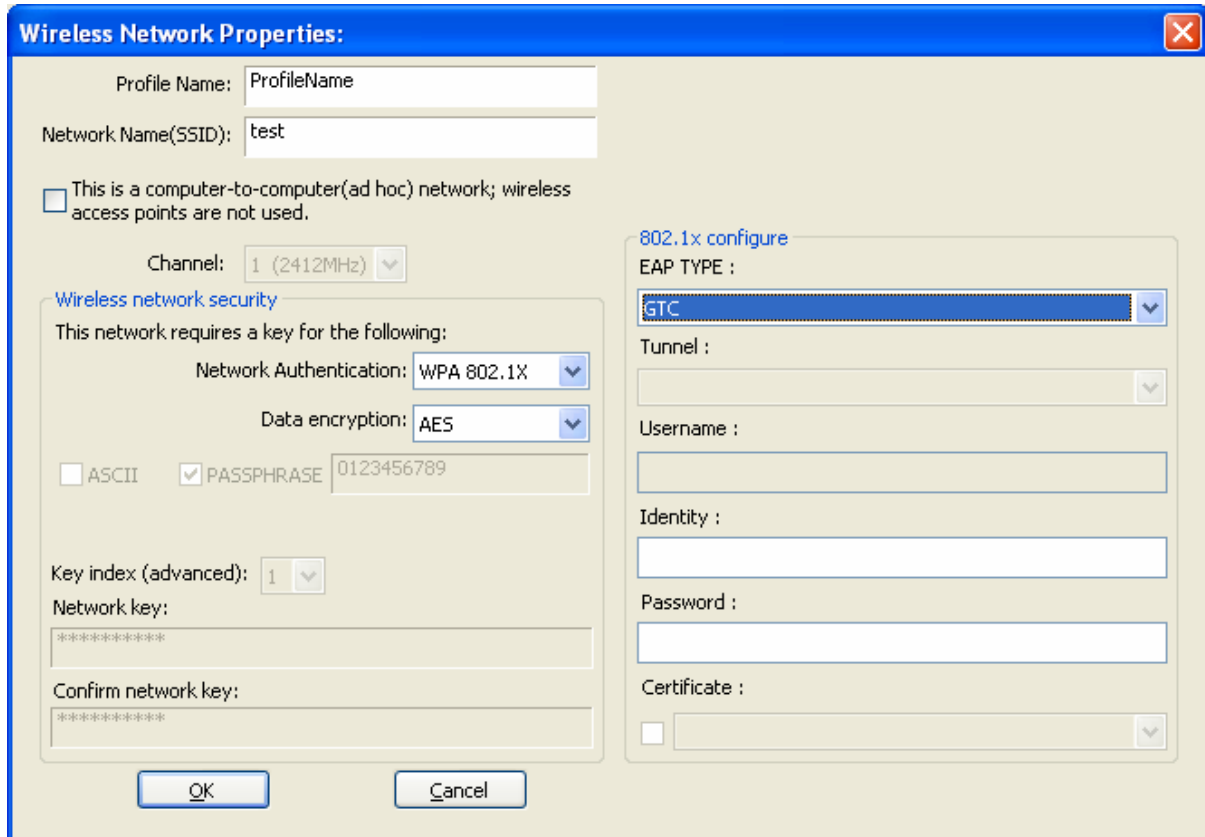 Wireless Network Properties:
Profile Name: ProfileName
Network Name(SSID): test
This is a computer-to-computer(ad hoc) network; wireless
access points are not used.
Channel: 1 (2412MHz)
Wireless network security
This network requires a key for the following:
Network Authentication: WPA 802.1X
Data encryption: AES
ASCII PASSPHRASE 0123456789
Key index (advanced): 1
Network key:
**********
Confirm network key:
**********
OK Cancel
802.1x configure
EAP TYPE :
GTC
Tunnel :
Username :
Identity :
Password :
Certificate :